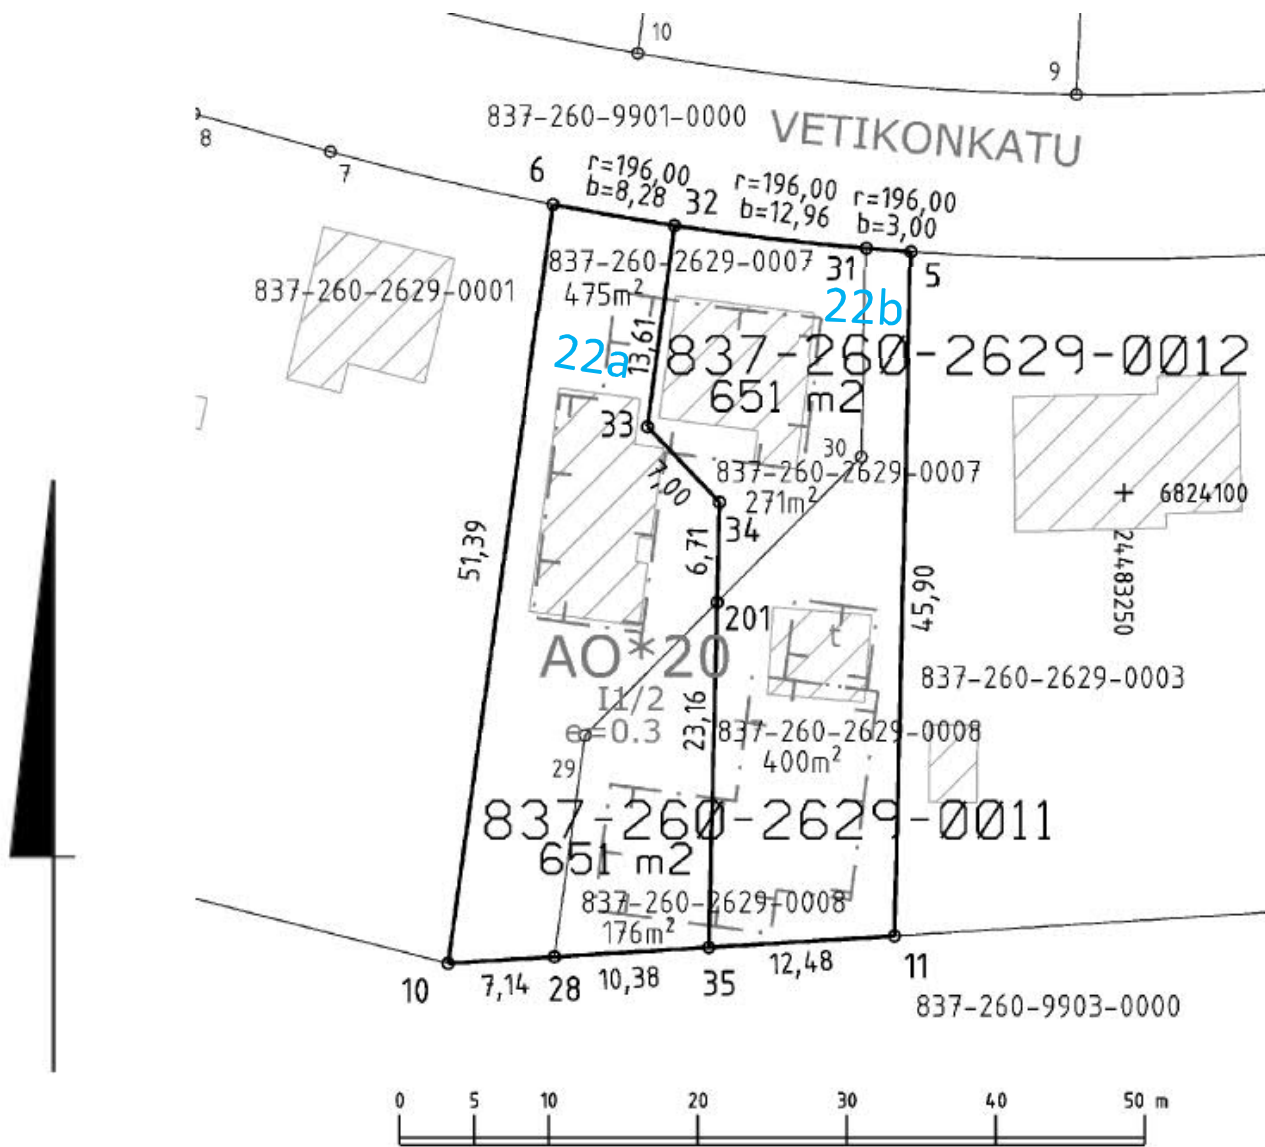 10
9
8
7
837-260-9901-0000
VETIKONKATU
6
r=196,00
b=8,28
32
r=196,00
b=12,96
r=196,00
b=3,00
31
5
837-260-2629-0007
475m²
837-260-2629-0001
22b
22a
13,61
837-260-2629-0012
651 m2
33
30
7,00
837-260-2629-0007
271m²
34
6824100
24483250
51,39
6,71
45,90
201
t
AO*20
I1/2
e=0.3
837-260-2629-0003
23,16
837-260-2629-0008
400m²
29
837-260-2629-0011
651 m2
837-260-2629-0008
176m²
10
7,14
28
10,38
35
12,48
11
837-260-9903-0000
0 5 10 20 30 40 50 m